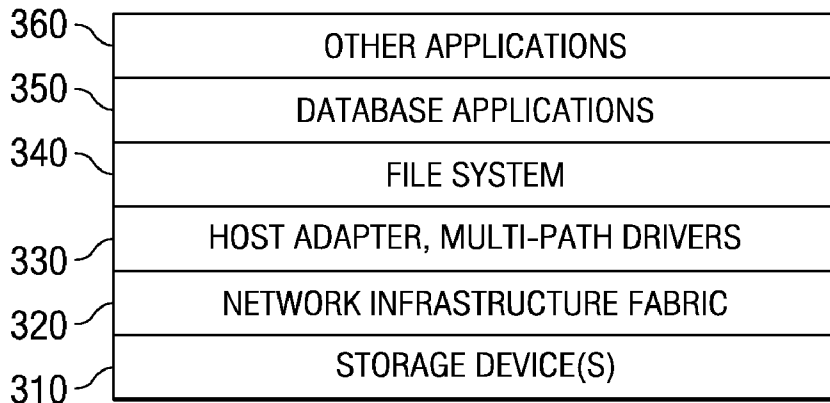 360 OTHER APPLICATIONS
350 DATABASE APPLICATIONS
340 FILE SYSTEM
330 HOST ADAPTER, MULTI-PATH DRIVERS
320 NETWORK INFRASTRUCTURE FABRIC
310 STORAGE DEVICE(S)